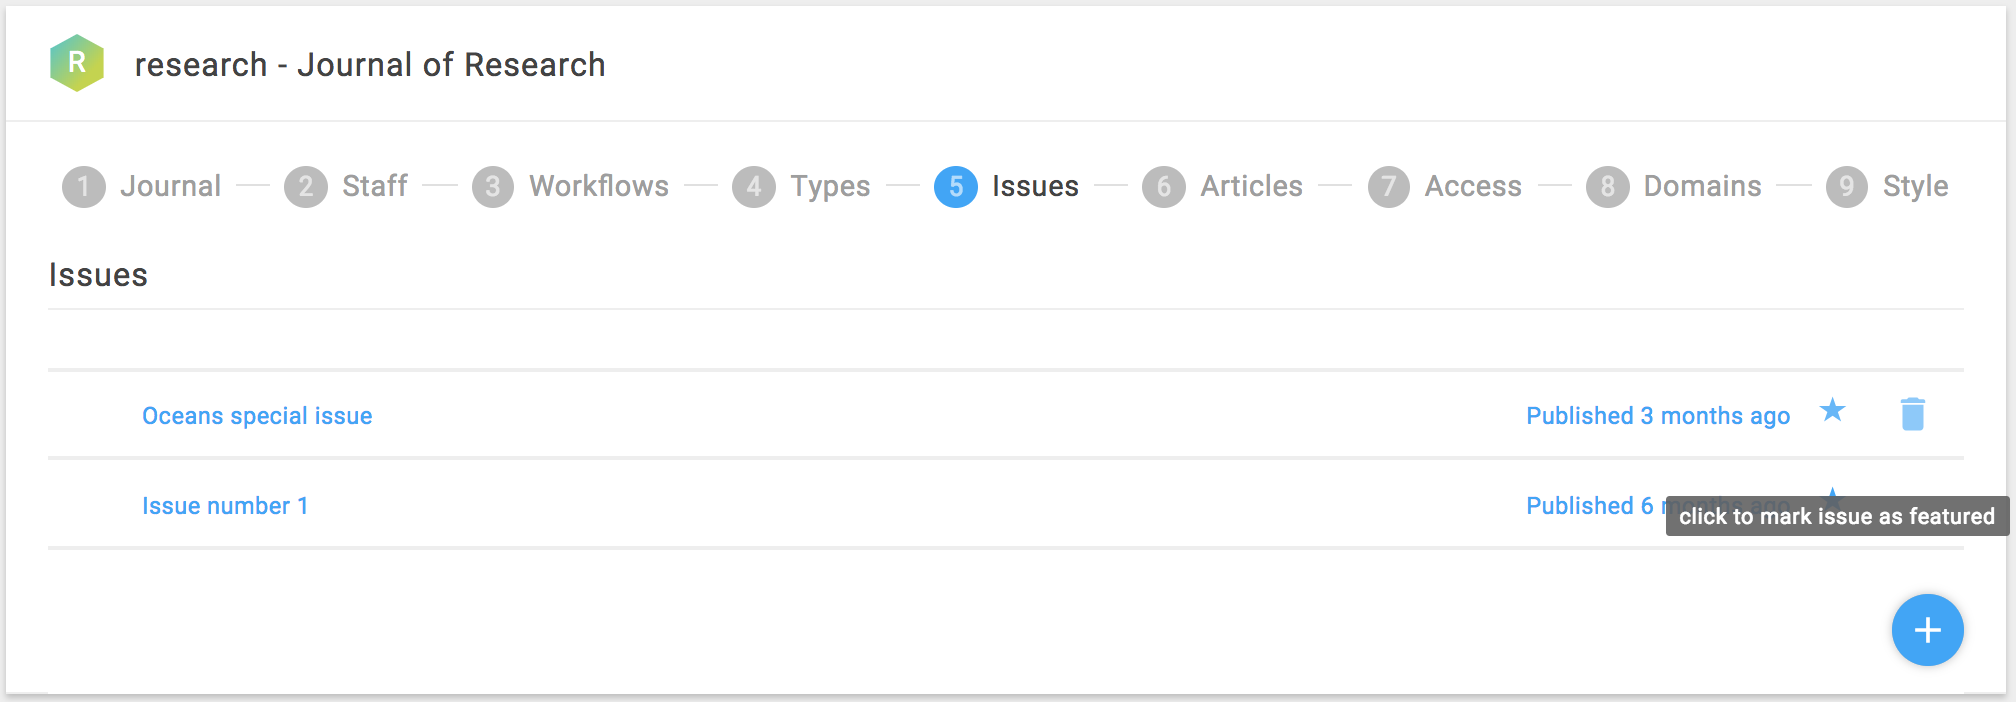 R research - Journal of Research
1 Journal 2 Staff 3 Workflows 4 Types 5 Issues 6 Articles 7 Access 8 Domains 9 Style
Issues
Oceans special issue Published 3 months ago
Issue number 1 Published 6 months ago
click to mark issue as featured